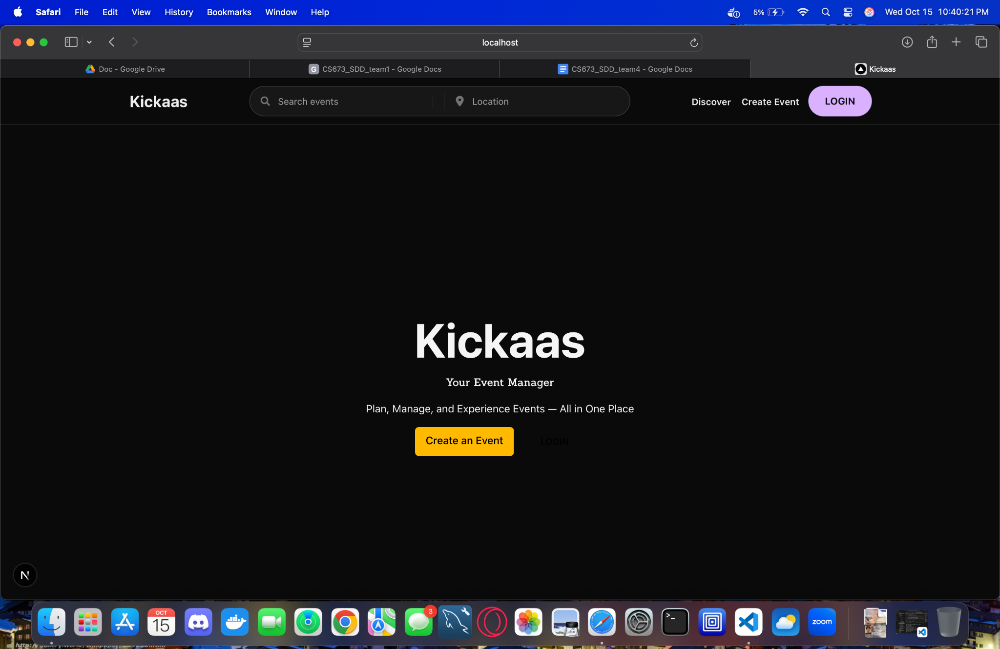 Safari File Edit View History Bookmarks Window Help 5% Wed Oct 15 10:40:21 PM
localhost
Doc - Google Drive G CS673_SDD_team1 - Google Docs CS673_SDD_team4 - Google Docs Kickaas
Kickaas Search events Location Discover Create Event LOGIN
Kickaas
Your Event Manager
Plan, Manage, and Experience Events — All in One Place
Create an Event LOGIN
N
OCT
15
3
>_
zoom